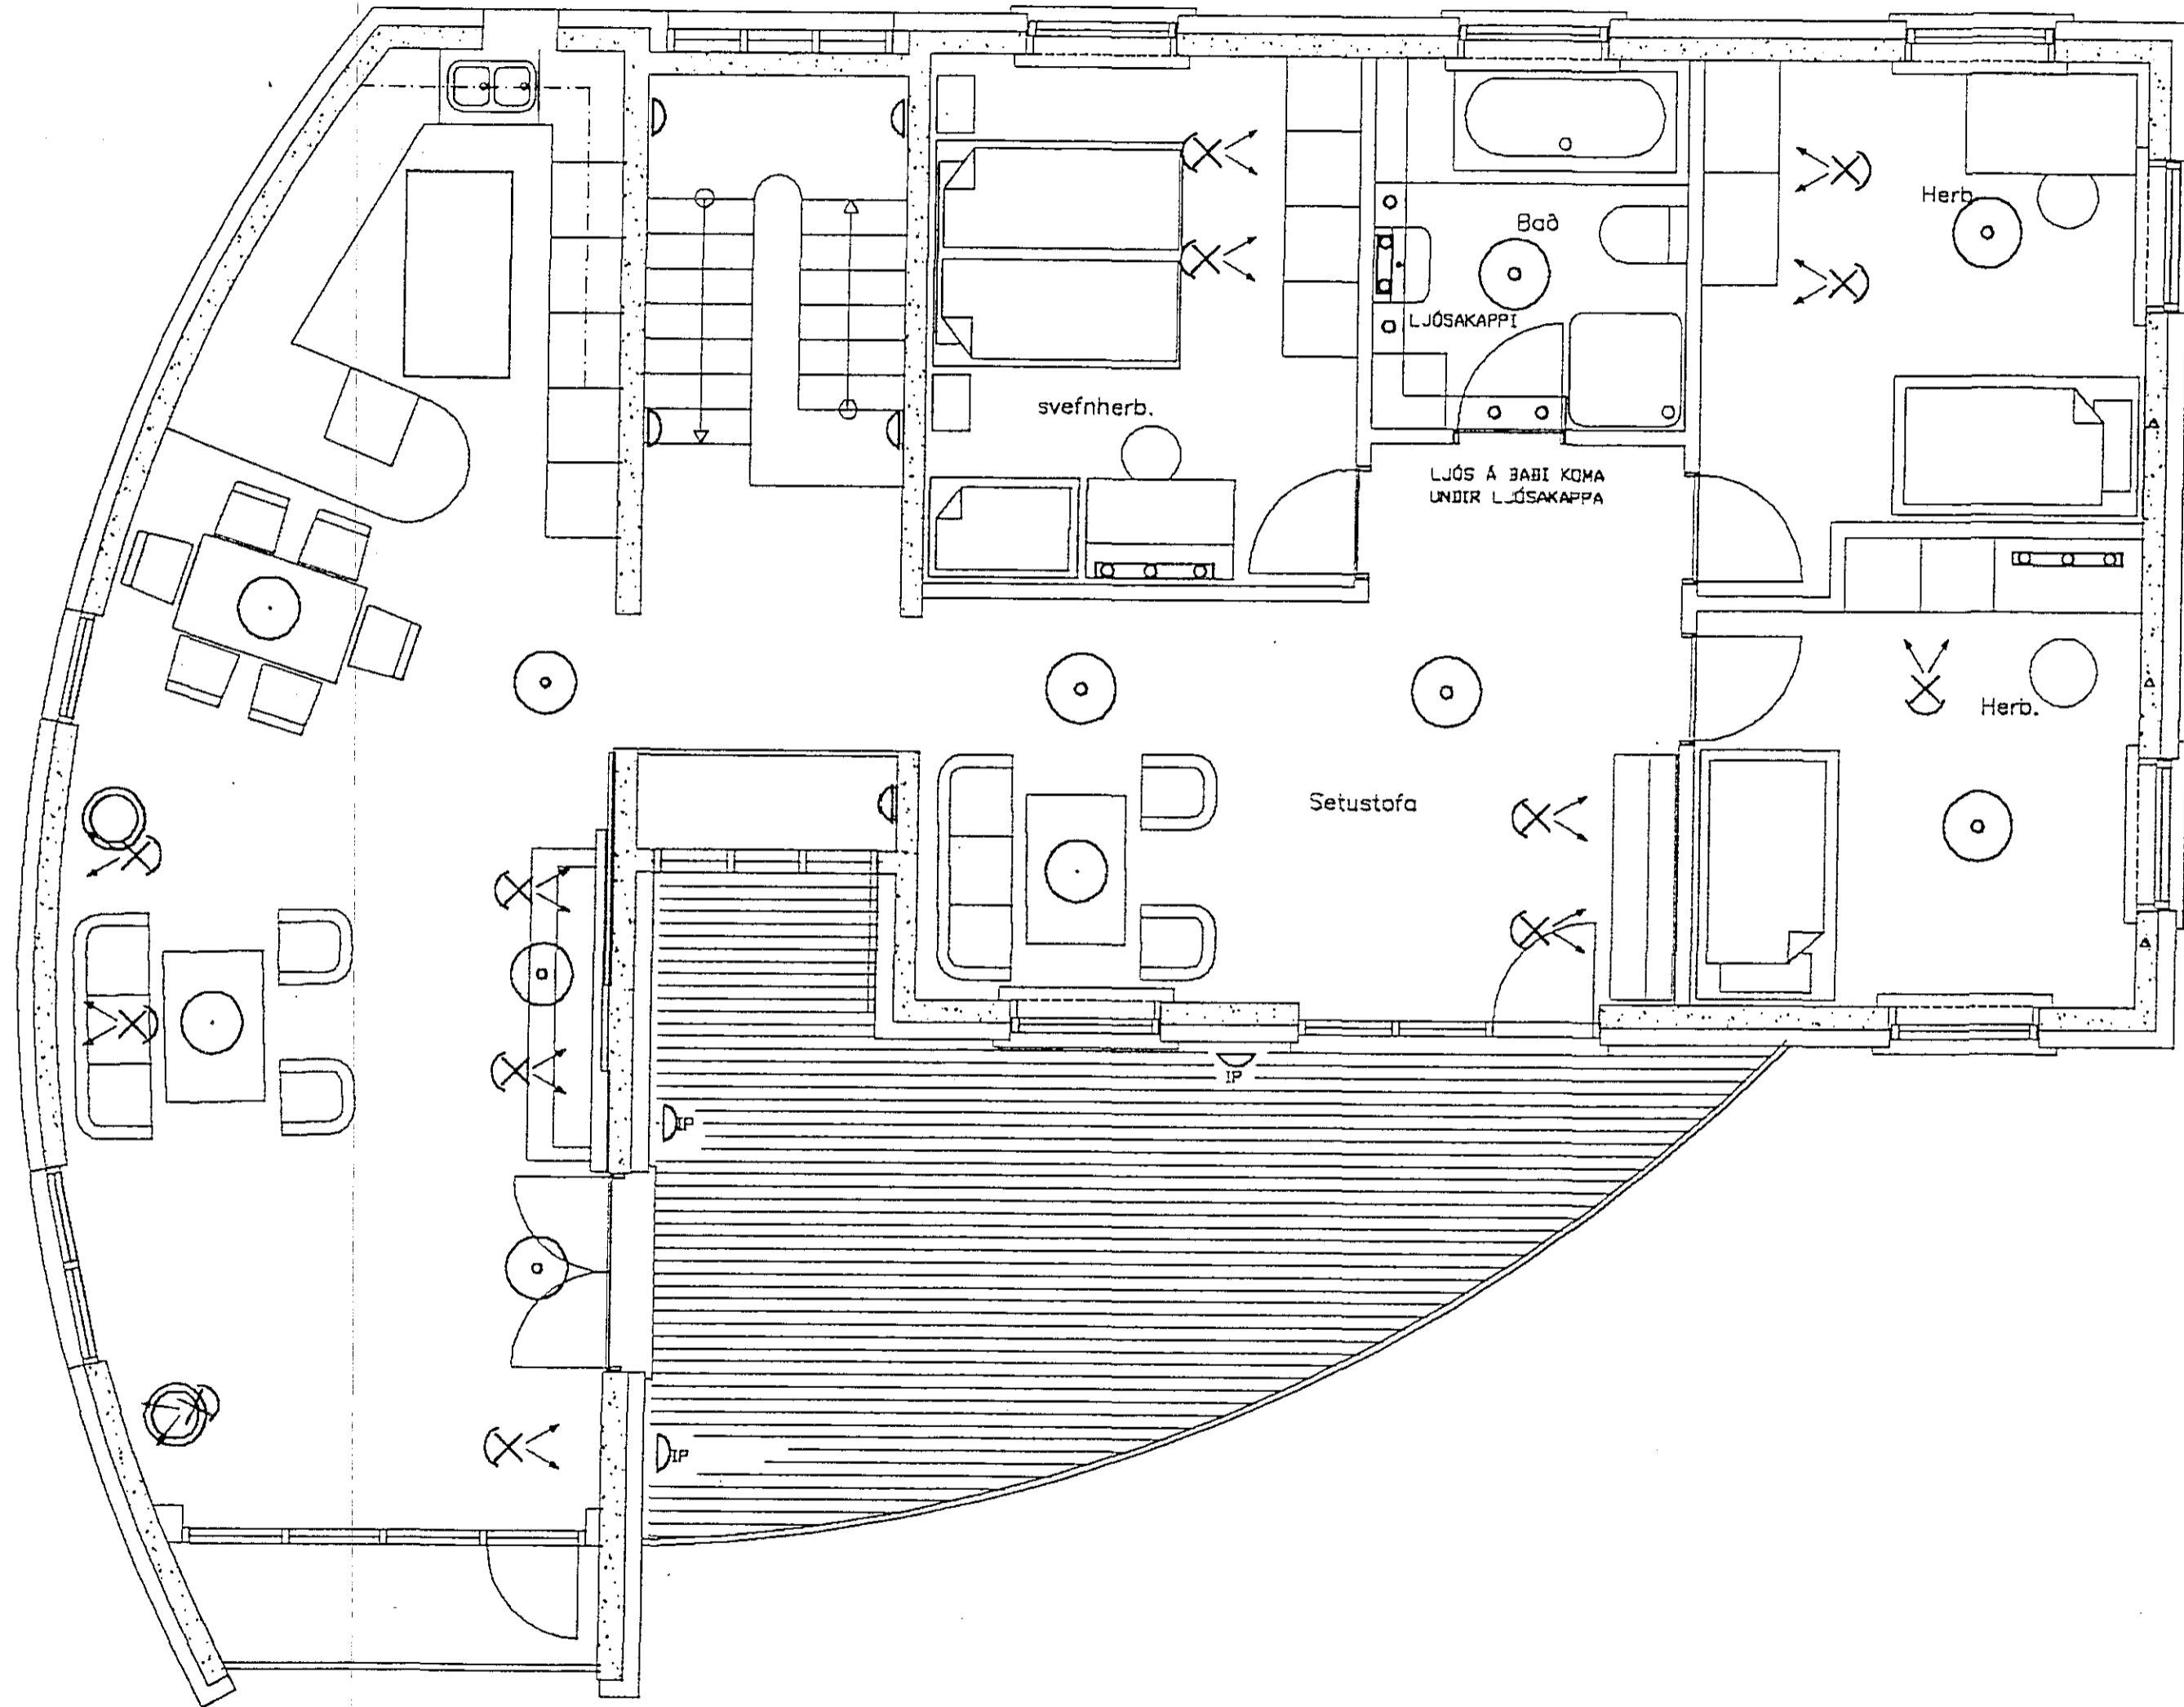 Herb.
Bað
LJÓSAKAPPI
svefnherb.
LJÓS Á BAÐI KOMA
UNDIR LJÓSAKAPPA
Herb.
Setustofa
IP
IP
IP